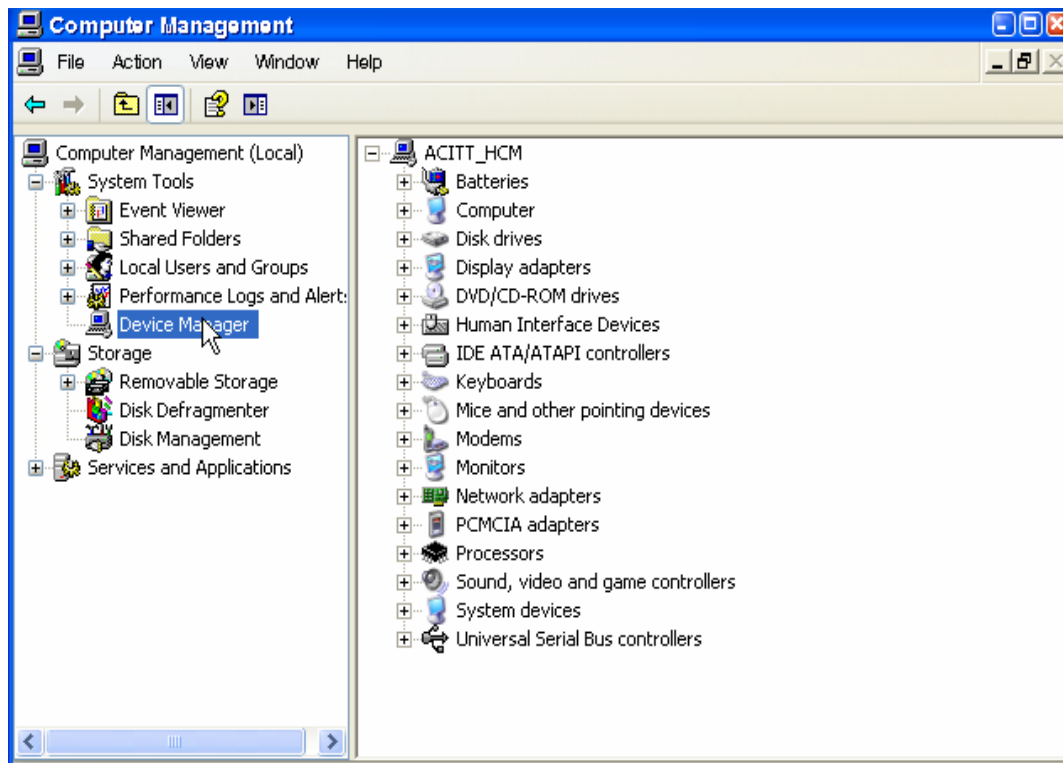 Computer Management
File Action View Window Help
Computer Management (Local)
System Tools
Event Viewer
Shared Folders
Local Users and Groups
Performance Logs and Alert:
Device Manager
Storage
Removable Storage
Disk Defragmenter
Disk Management
Services and Applications
ACITT_HCM
Batteries
Computer
Disk drives
Display adapters
DVD/CD-ROM drives
Human Interface Devices
IDE ATA/ATAPI controllers
Keyboards
Mice and other pointing devices
Modems
Monitors
Network adapters
PCMCIA adapters
Processors
Sound, video and game controllers
System devices
Universal Serial Bus controllers